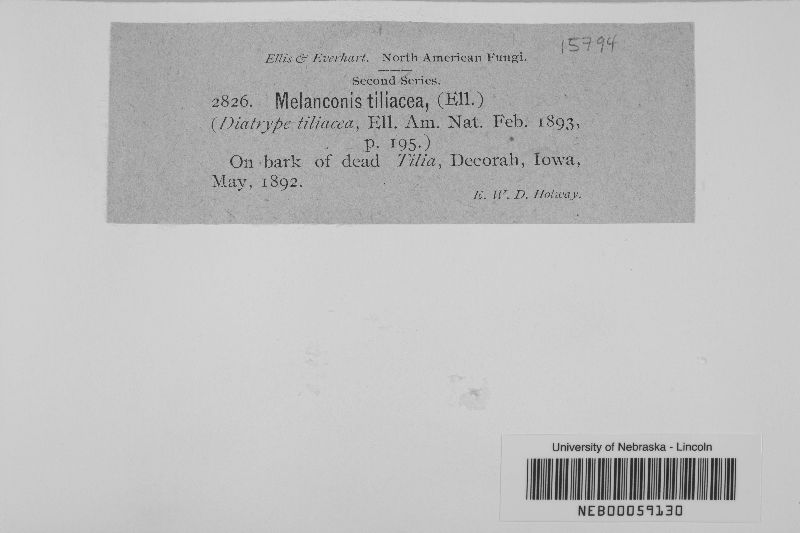 15794
Ellis & Everhart. North American Fungi.
Second Series.
2826. Melanconis tiliacea, (Ell.)
(Diatrype tiliacea, Ell. Am. Nat. Feb. 1893,
p. 195.)
On bark of dead Tilia, Decorah, Iowa,
May, 1892.
E. W. D. Holway.
University of Nebraska - Lincoln
NEB00059130